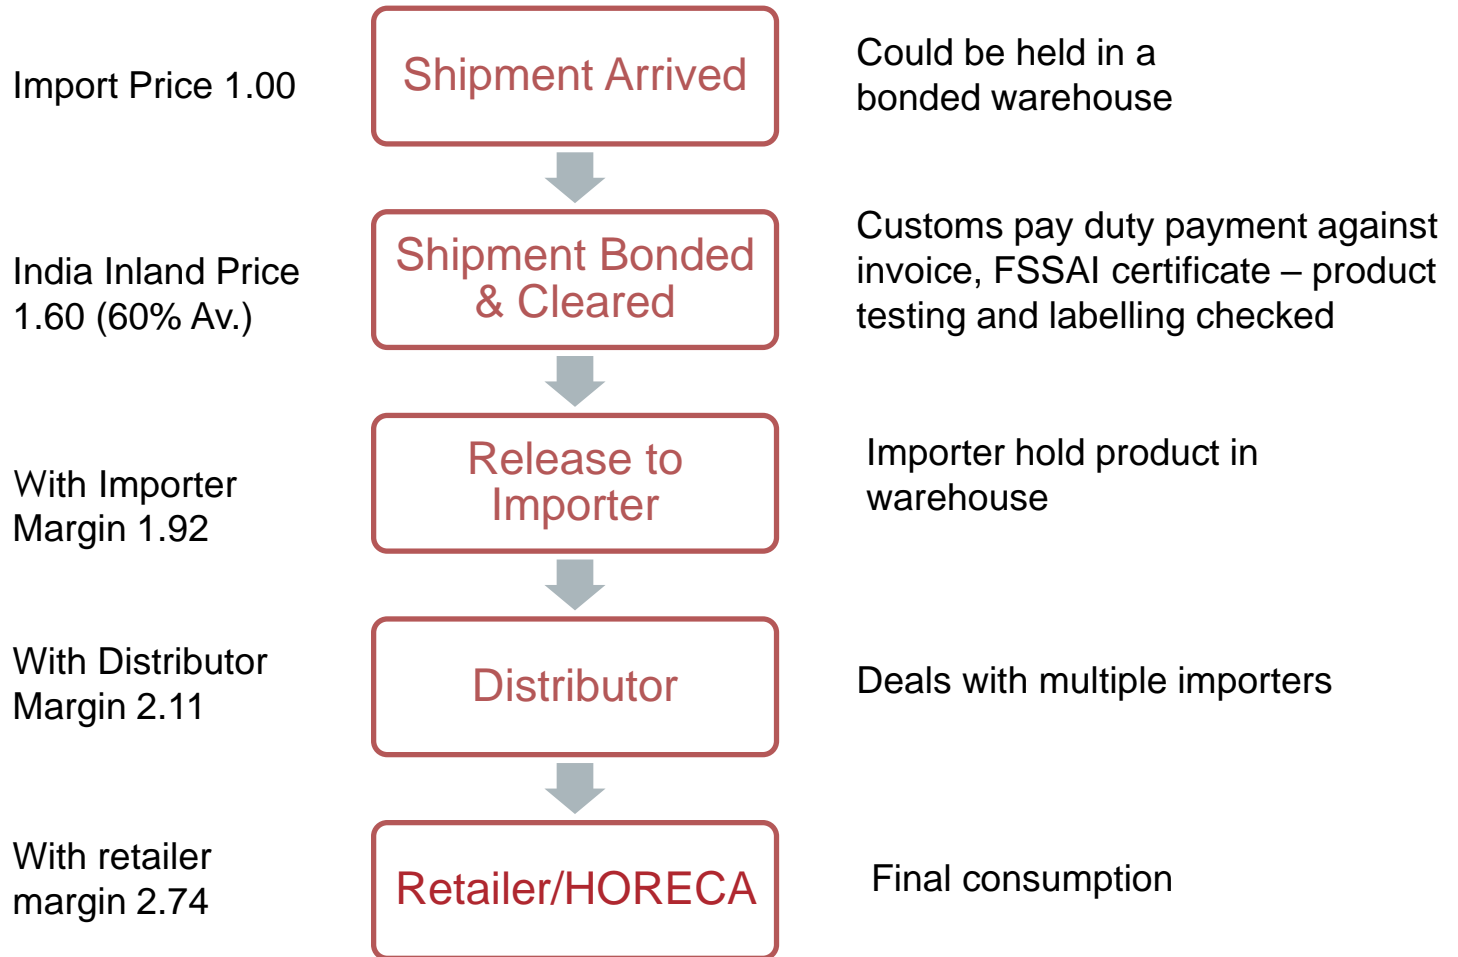 Import Price 1.00
Shipment Arrived
Could be held in a
bonded warehouse
India Inland Price
1.60 (60% Av.)
Shipment Bonded
& Cleared
Customs pay duty payment against
invoice, FSSAI certificate – product
testing and labelling checked
With Importer
Margin 1.92
Release to
Importer
Importer hold product in
warehouse
With Distributor
Margin 2.11
Distributor
Deals with multiple importers
With retailer
margin 2.74
Retailer/HORECA
Final consumption